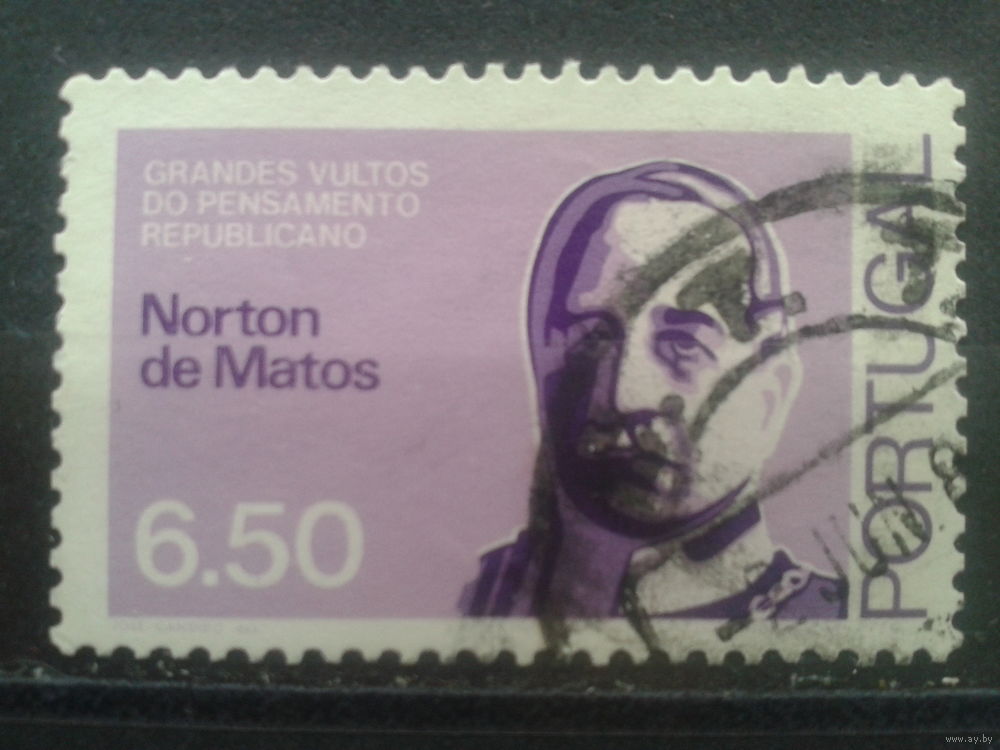 GRANDES VULTOS
DO PENSAMENTO
REPUBLICANO
Norton
de Matos
6.50
PORTUGAL
www.ay.by